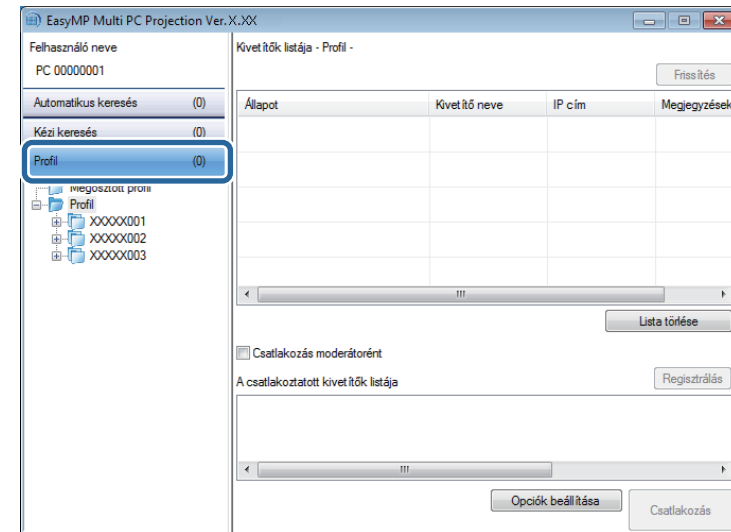 EasyMP Multi PC Projection Ver.X.XX
Felhasználó neve
PC 00000001
Automatikus keresés (0)
Kézi keresés (0)
Profil (0)
Megosztott profil
Profil
XXXXX001
XXXXX002
XXXXX003
Kivetítők listája - Profil -
Frissítés
Állapot Kivetítő neve IP cím Megjegyzések
Lista törlése
Csatlakozás moderátorént
A csatlakoztatott kivetítők listája
Regisztrálás
Opciók beállítása
Csatlakozás